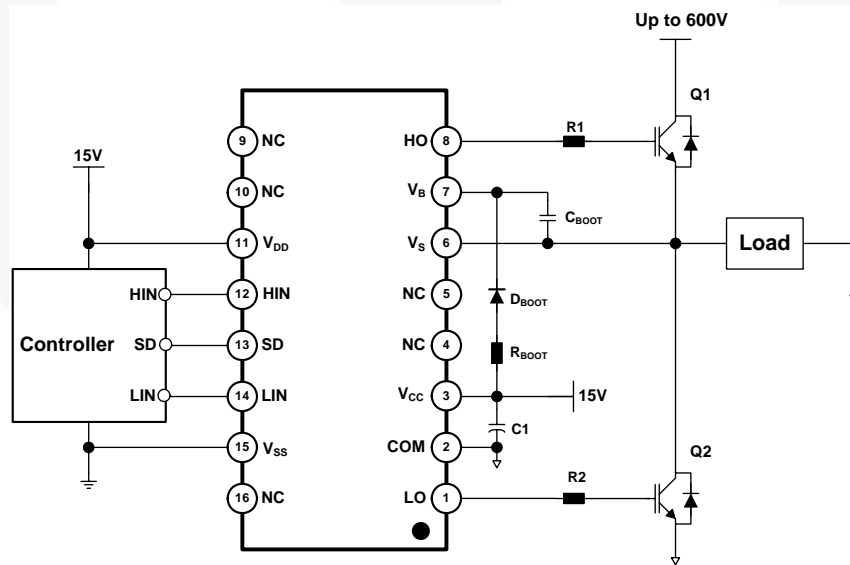 Up to 600V
Q1
R1
9 NC
HO 8
15V
10 NC
V_B 7
C_BOOT
11 V_DD
V_S 6
Load
HIN
12 HIN
NC 5
D_BOOT
Controller
SD
13 SD
NC 4
R_BOOT
LIN
14 LIN
V_CC 3
15V
C1
15 V_SS
COM 2
Q2
R2
16 NC
LO 1